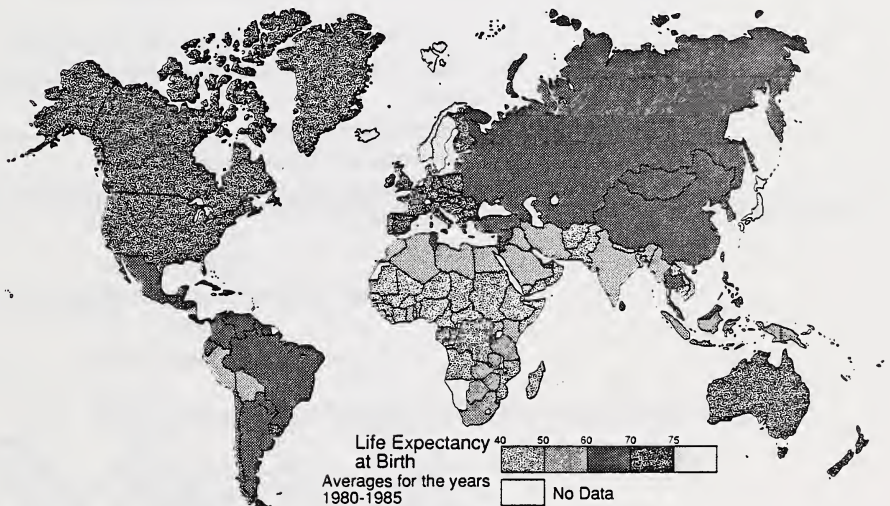 Life Expectancy
at Birth
40 50 60 70 75
Averages for the years
1980-1985
No Data